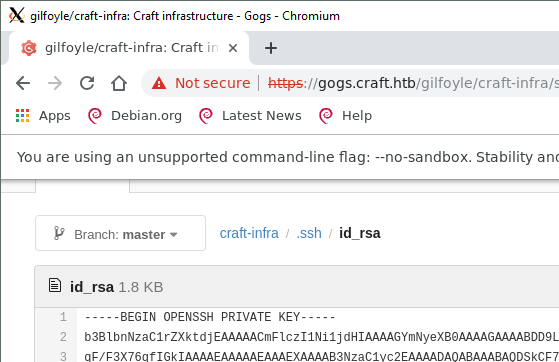 gilfoyle/craft-infra: Craft infrastructure - Gogs - Chromium
gilfoyle/craft-infra: Craft in
Not secure https://gogs.craft.htb/gilfoyle/craft-infra/s
Apps Debian.org Latest News Help
You are using an unsupported command-line flag: --no-sandbox. Stability and
Branch: master craft-infra / .ssh / id_rsa
id_rsa 1.8 KB
1 -----BEGIN OPENSSH PRIVATE KEY-----
2 b3BlbnNzaC1rZXktdjEAAAAACmFlczI1Ni1jdHIAAAAGYmNyeXB0AAAAGAAAABDD9L
3